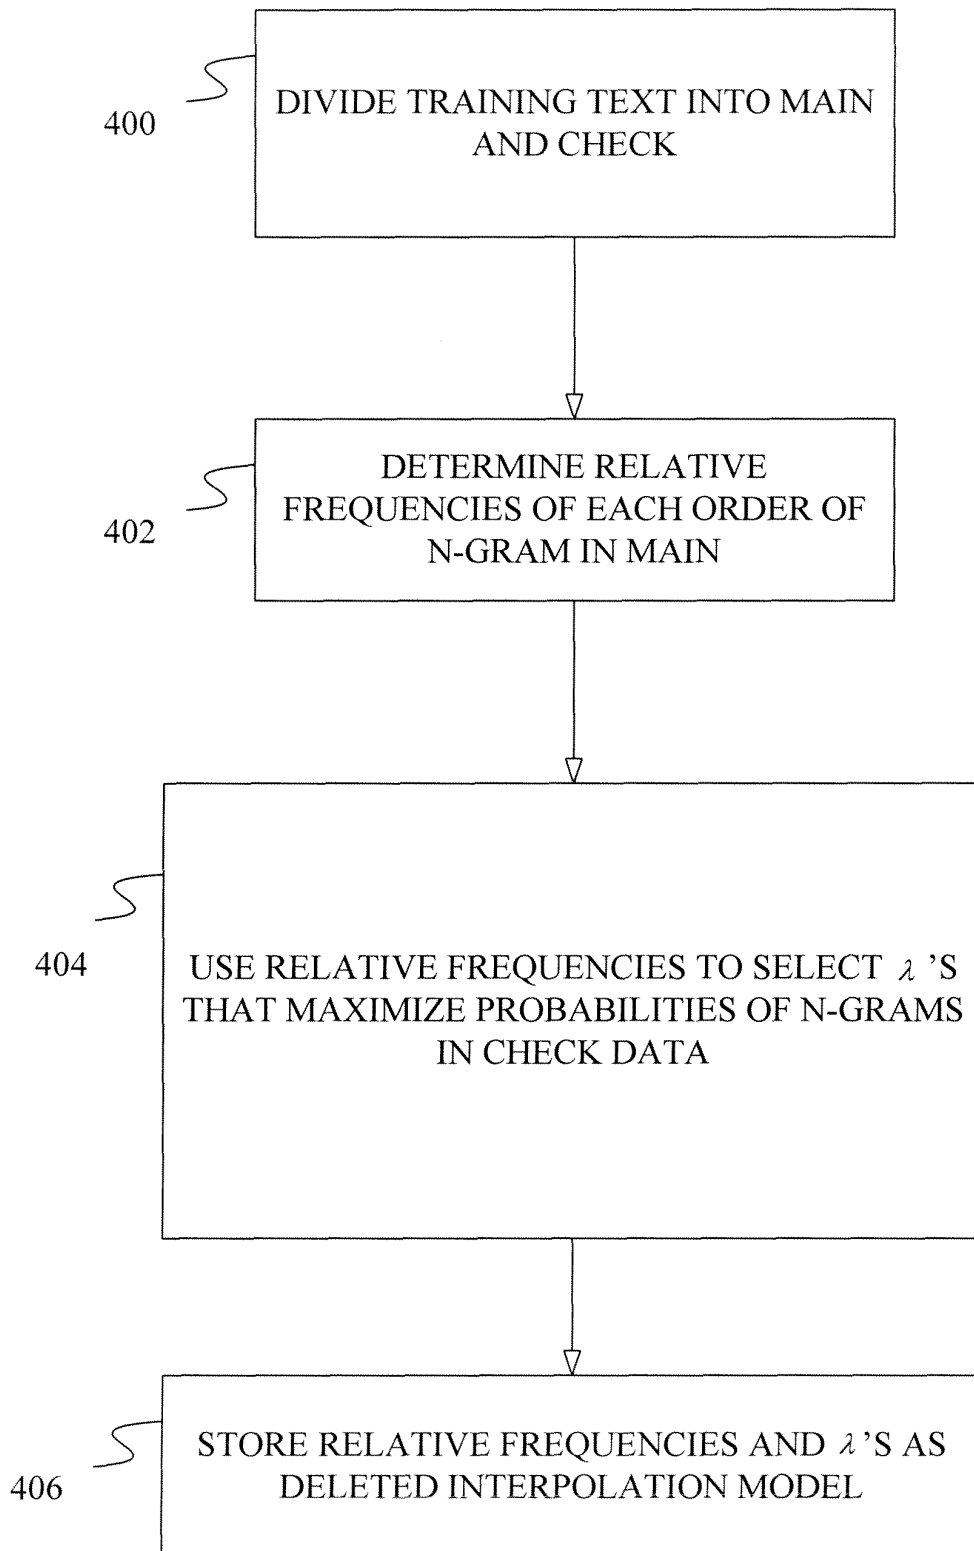 400
DIVIDE TRAINING TEXT INTO MAIN
AND CHECK
402
DETERMINE RELATIVE
FREQUENCIES OF EACH ORDER OF
N-GRAM IN MAIN
404
USE RELATIVE FREQUENCIES TO SELECT λ 'S
THAT MAXIMIZE PROBABILITIES OF N-GRAMS
IN CHECK DATA
406
STORE RELATIVE FREQUENCIES AND λ 'S AS
DELETED INTERPOLATION MODEL